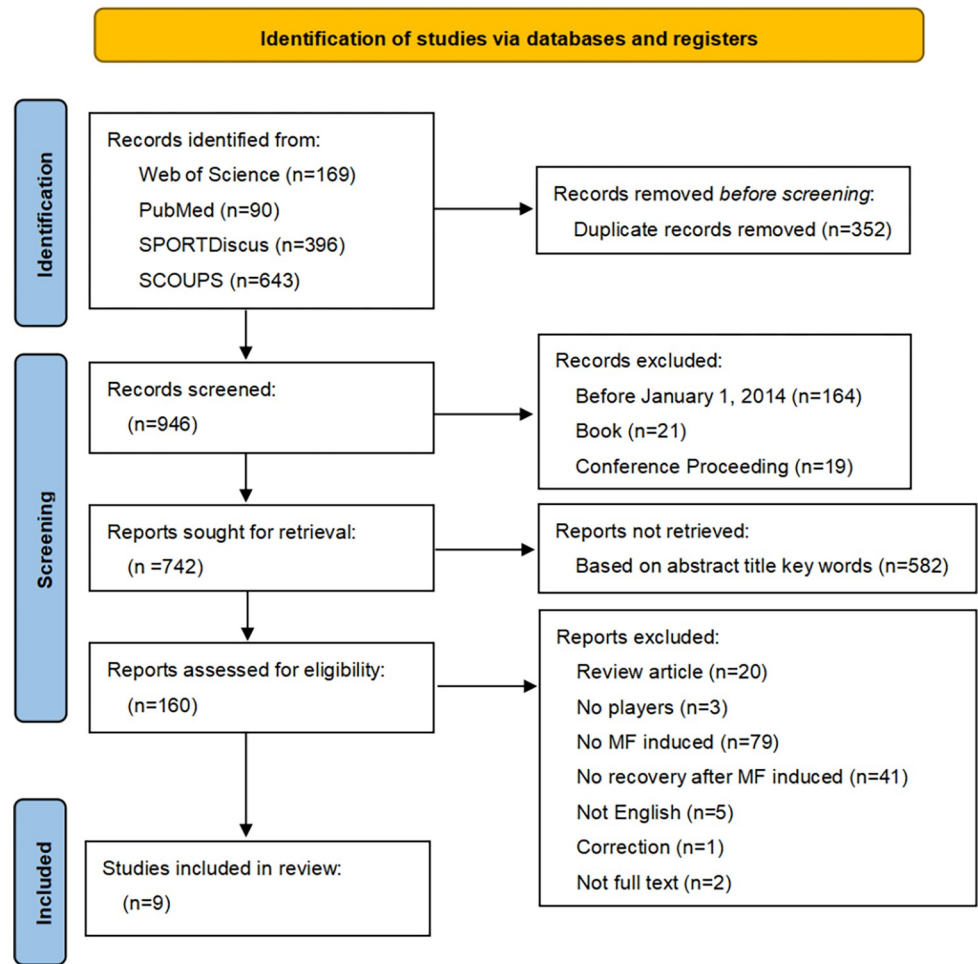 Identification of studies via databases and registers
Identification
Records identified from:
Web of Science (n=169)
PubMed (n=90)
SPORTDiscus (n=396)
SCOUPS (n=643)
Records removed before screening:
Duplicate records removed (n=352)
Screening
Records screened:
(n=946)
Records excluded:
Before January 1, 2014 (n=164)
Book (n=21)
Conference Proceeding (n=19)
Reports sought for retrieval:
(n =742)
Reports not retrieved:
Based on abstract title key words (n=582)
Reports assessed for eligibility:
(n=160)
Reports excluded:
Review article (n=20)
No players (n=3)
No MF induced (n=79)
No recovery after MF induced (n=41)
Not English (n=5)
Correction (n=1)
Not full text (n=2)
Included
Studies included in review:
(n=9)